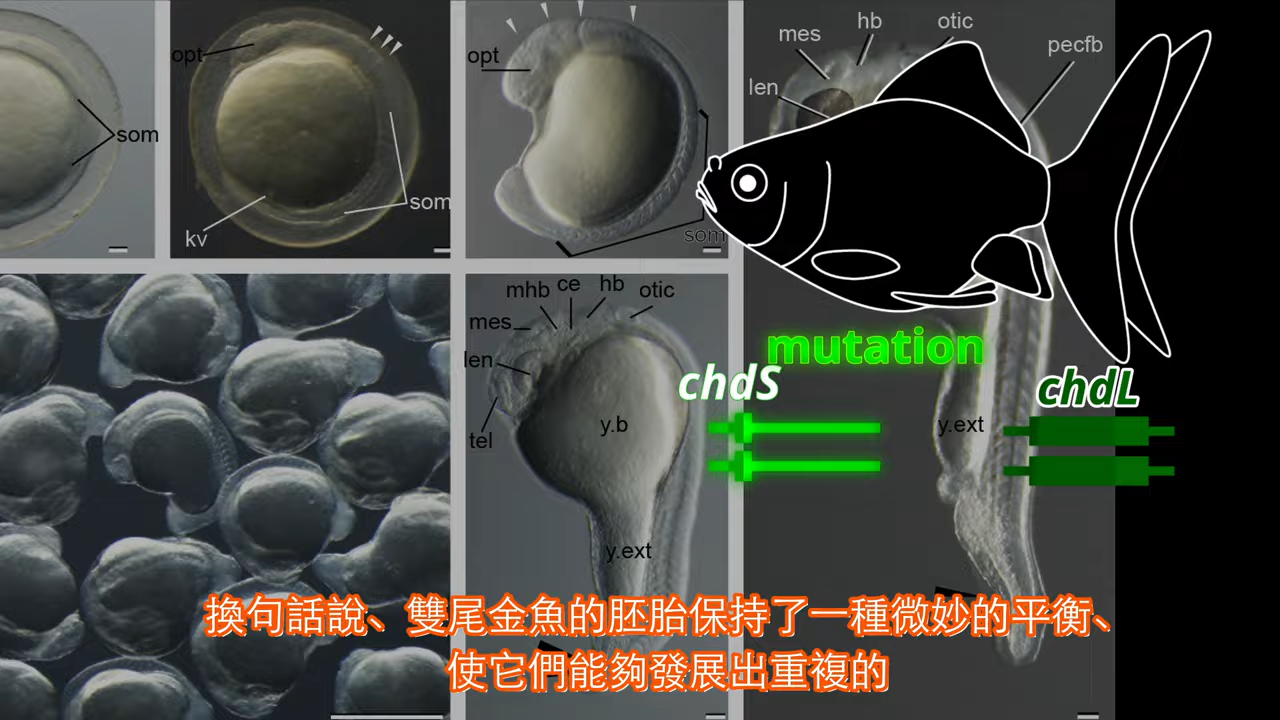 opt
som
kv
som
opt
som
mes
hb
otic
pecfb
len
mhb
ce
hb
otic
mes
len
tel
y.b
y.ext
y.ext
mutation
chdS
chdL
換句話說、雙尾金魚的胚胎保持了一種微妙的平衡、
使它們能夠發展出重複的